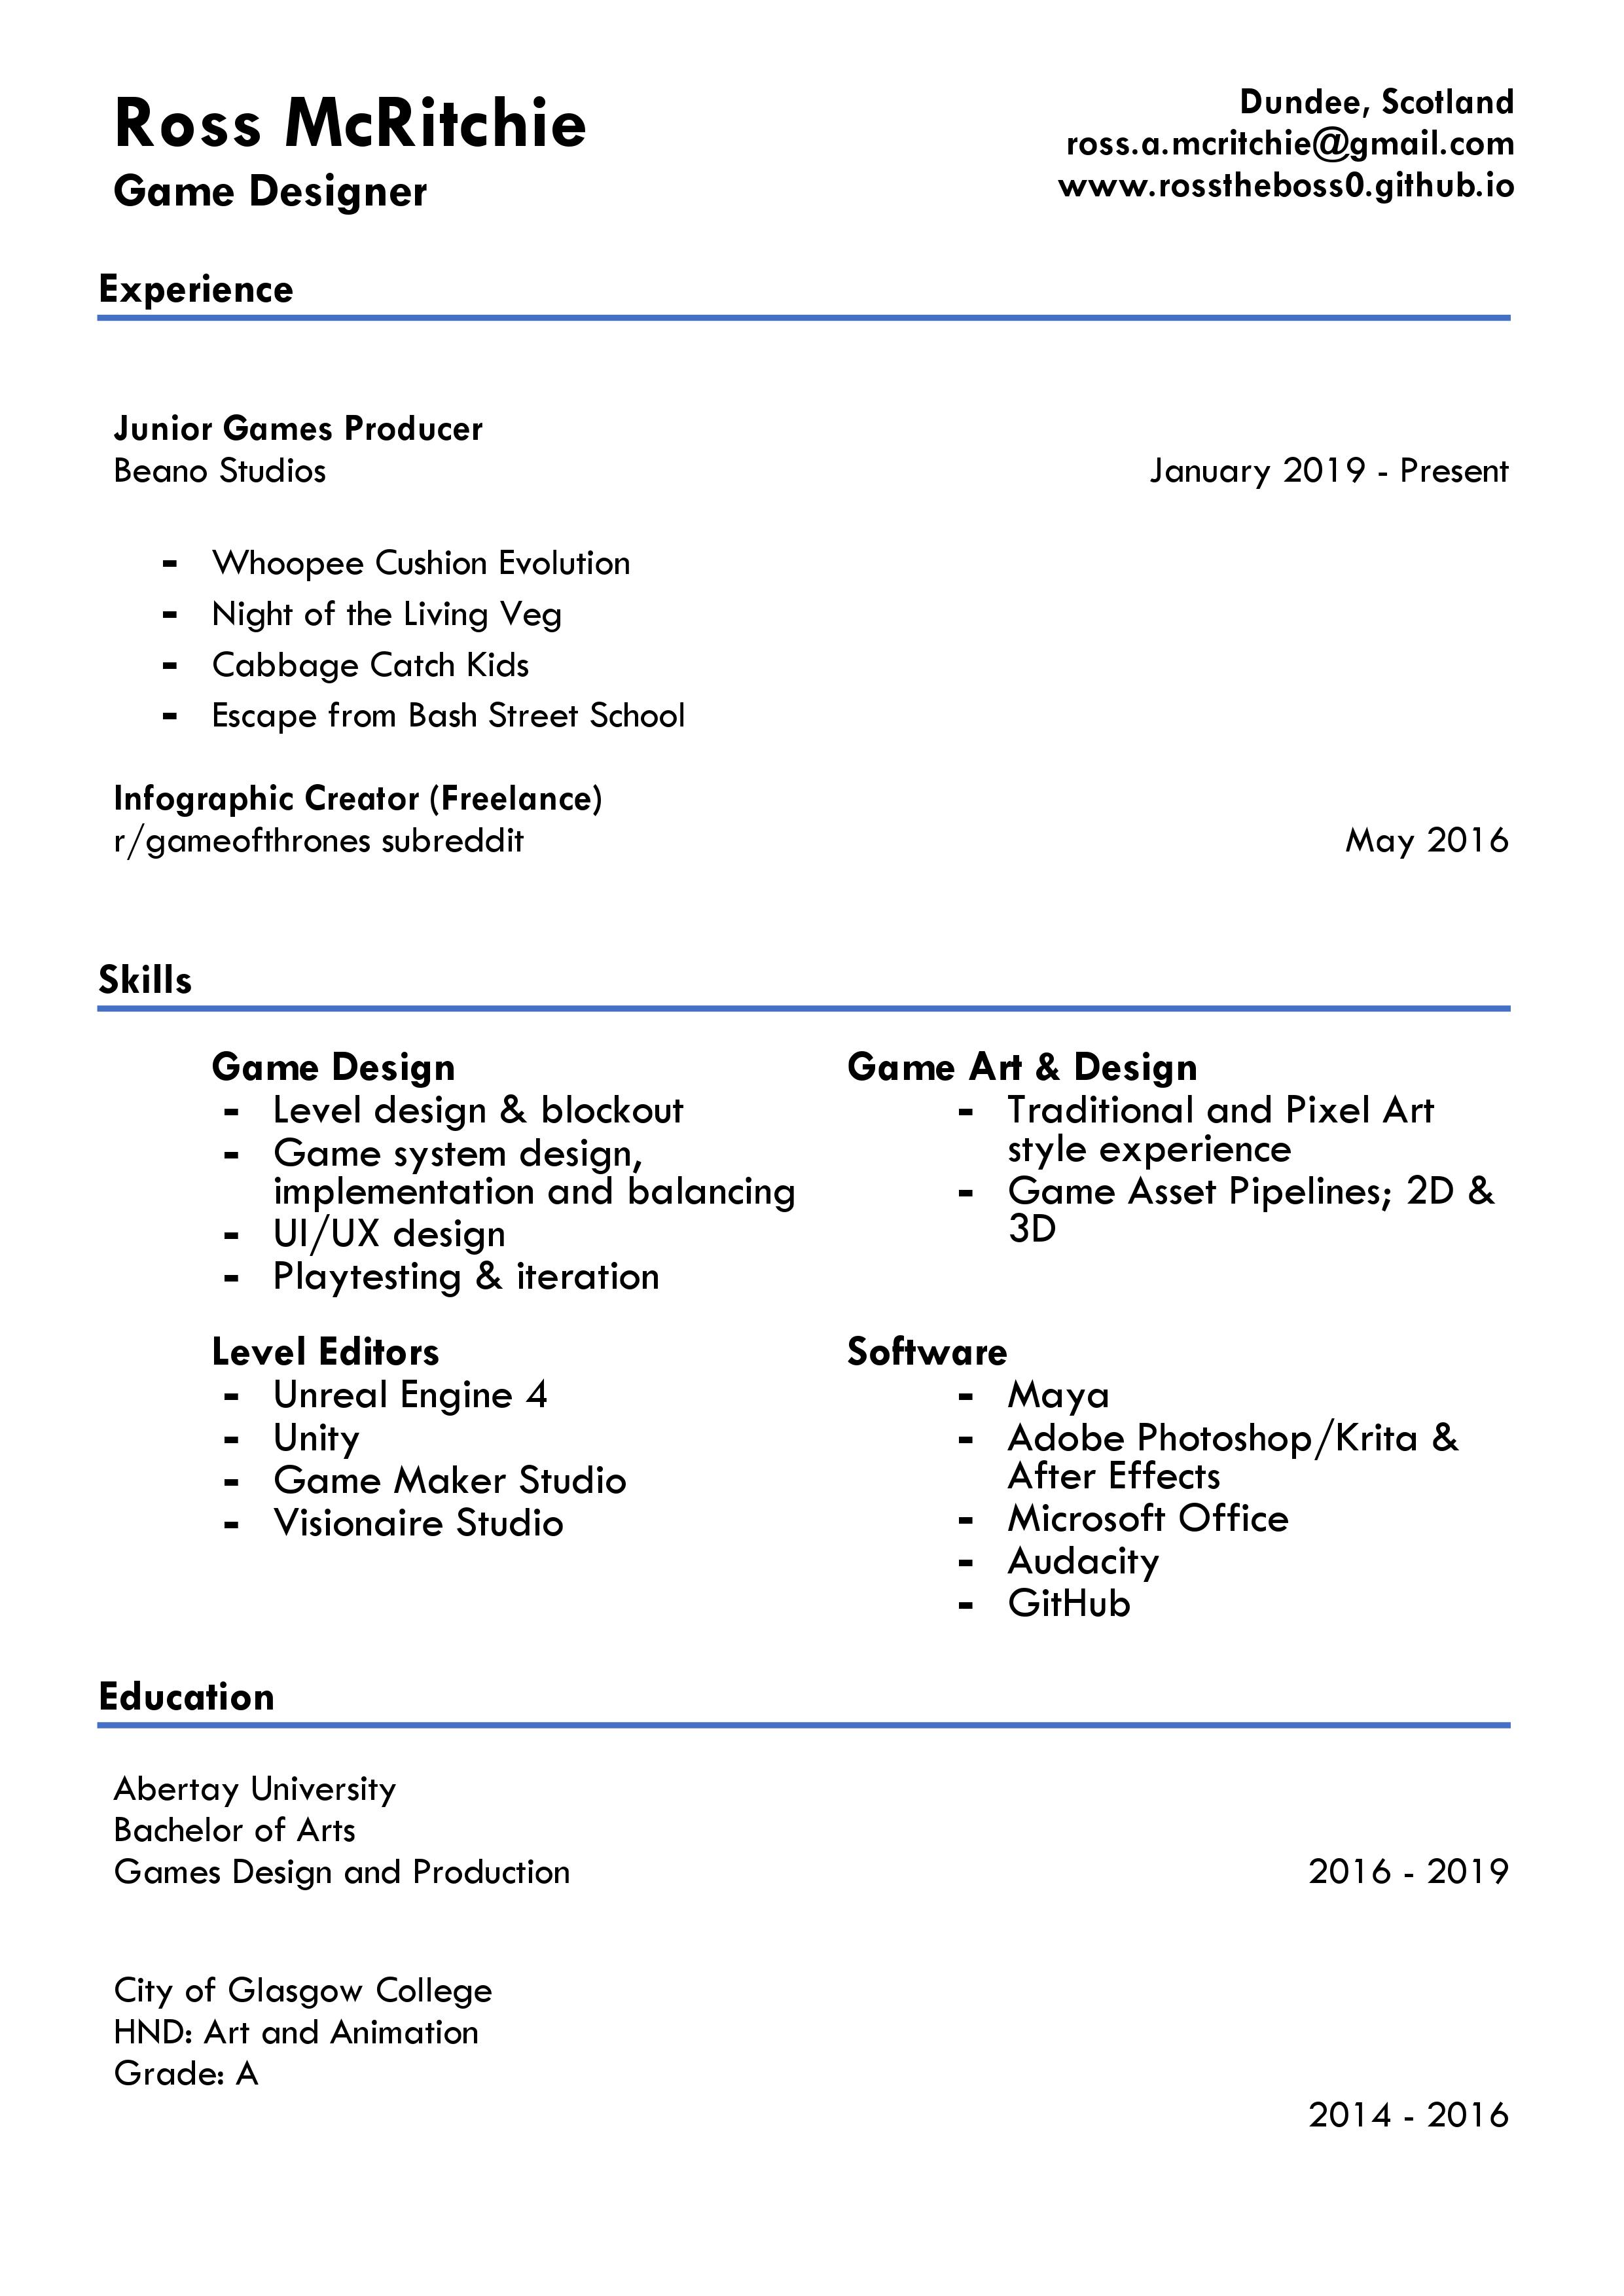 Ross McRitchie
Game Designer
Dundee, Scotland
ross.a.mcritchie@gmail.com
www.rosstheboss0.github.io
Experience
Junior Games Producer
Beano Studios January 2019 - Present
- Whoopee Cushion Evolution
- Night of the Living Veg
- Cabbage Catch Kids
- Escape from Bash Street School
Infographic Creator (Freelance)
r/gameofthrones subreddit May 2016
Skills
Game Design
- Level design & blockout
- Game system design,
implementation and balancing
- UI/UX design
- Playtesting & iteration
Game Art & Design
- Traditional and Pixel Art
style experience
- Game Asset Pipelines; 2D &
3D
Level Editors
- Unreal Engine 4
- Unity
- Game Maker Studio
- Visionaire Studio
Software
- Maya
- Adobe Photoshop/Krita &
After Effects
- Microsoft Office
- Audacity
- GitHub
Education
Abertay University
Bachelor of Arts
Games Design and Production 2016 - 2019
City of Glasgow College
HND: Art and Animation
Grade: A
2014 - 2016